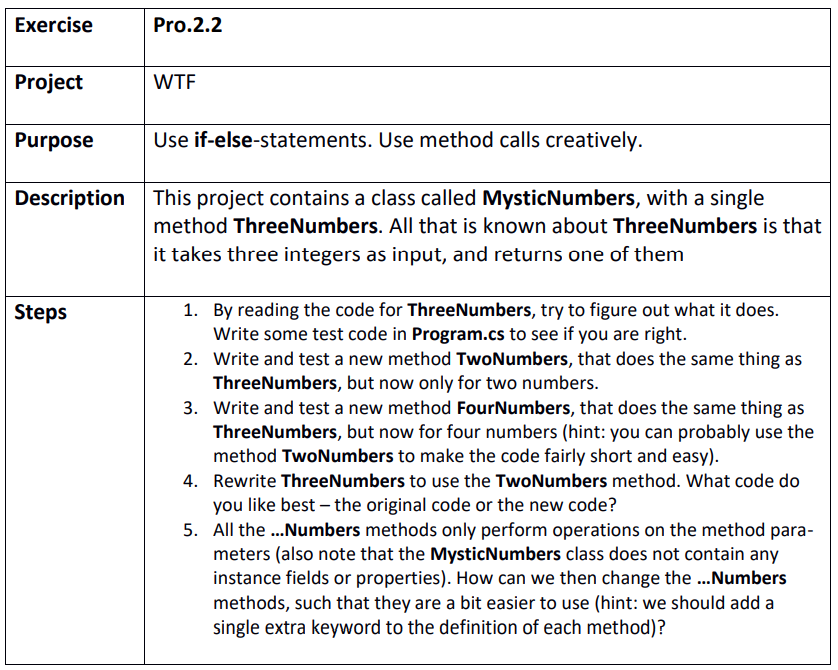 Exercise Pro.2.2
Project WTF
Purpose Use if-else-statements. Use method calls creatively.
Description This project contains a class called MysticNumbers, with a single
method ThreeNumbers. All that is known about ThreeNumbers is that
it takes three integers as input, and returns one of them
Steps 1. By reading the code for ThreeNumbers, try to figure out what it does.
Write some test code in Program.cs to see if you are right.
2. Write and test a new method TwoNumbers, that does the same thing as
ThreeNumbers, but now only for two numbers.
3. Write and test a new method FourNumbers, that does the same thing as
ThreeNumbers, but now for four numbers (hint: you can probably use the
method TwoNumbers to make the code fairly short and easy).
4. Rewrite ThreeNumbers to use the TwoNumbers method. What code do
you like best – the original code or the new code?
5. All the …Numbers methods only perform operations on the method para-
meters (also note that the MysticNumbers class does not contain any
instance fields or properties). How can we then change the …Numbers
methods, such that they are a bit easier to use (hint: we should add a
single extra keyword to the definition of each method)?